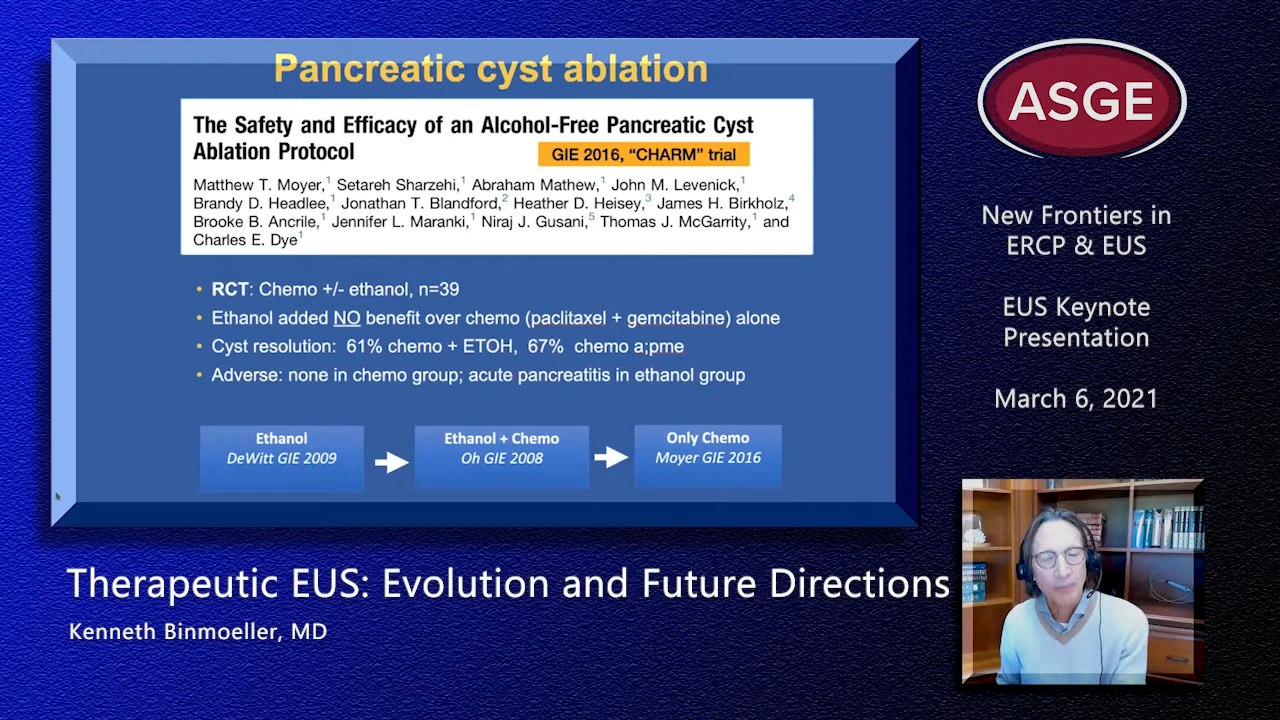 Pancreatic cyst ablation
The Safety and Efficacy of an Alcohol-Free Pancreatic Cyst
Ablation Protocol
GIE 2016, “CHARM” trial
Matthew T. Moyer,¹ Setareh Sharzehi,¹ Abraham Mathew,¹ John M. Levenick,¹
Brandy D. Headlee,¹ Jonathan T. Blandford,² Heather D. Heisey,³ James H. Birkholz,⁴
Brooke B. Ancrile,¹ Jennifer L. Maranki,¹ Niraj J. Gusani,⁵ Thomas J. McGarrity,¹ and
Charles E. Dye¹
• RCT: Chemo +/- ethanol, n=39
• Ethanol added NO benefit over chemo (paclitaxel + gemcitabine) alone
• Cyst resolution: 61% chemo + ETOH, 67% chemo a;pme
• Adverse: none in chemo group; acute pancreatitis in ethanol group
Ethanol
DeWitt GIE 2009
Ethanol + Chemo
Oh GIE 2008
Only Chemo
Moyer GIE 2016
ASGE
New Frontiers in
ERCP & EUS
EUS Keynote
Presentation
March 6, 2021
Therapeutic EUS: Evolution and Future Directions
Kenneth Binmoeller, MD